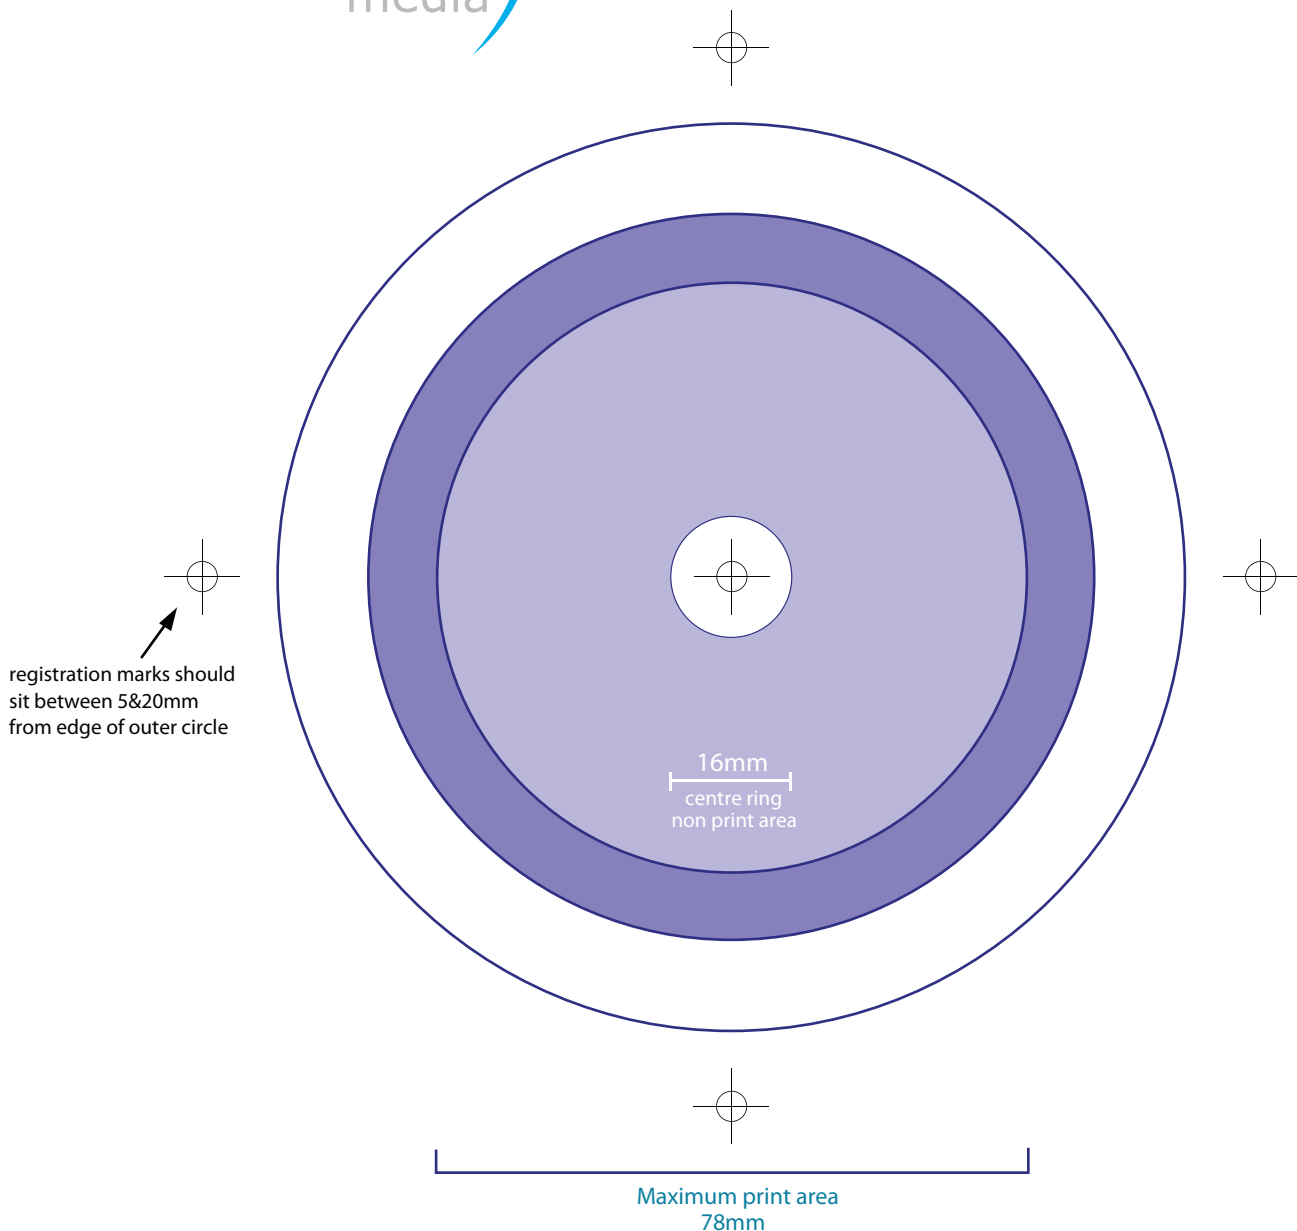 media
registration marks should
sit between 5&20mm
from edge of outer circle
16mm
centre ring
non print area
Maximum print area
78mm